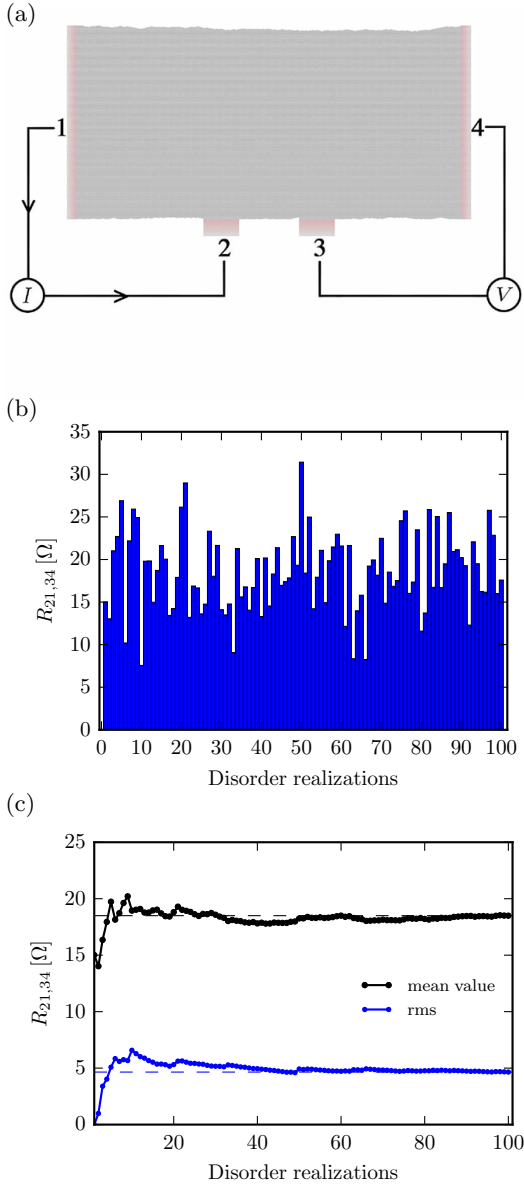 (a)
1
4
2
3
I
V
(b)
R21,34 [Ω]
35
30
25
20
15
10
5
0
0 10 20 30 40 50 60 70 80 90 100
Disorder realizations
(c)
R21,34 [Ω]
25
20
15
10
5
0
mean value
rms
20 40 60 80 100
Disorder realizations